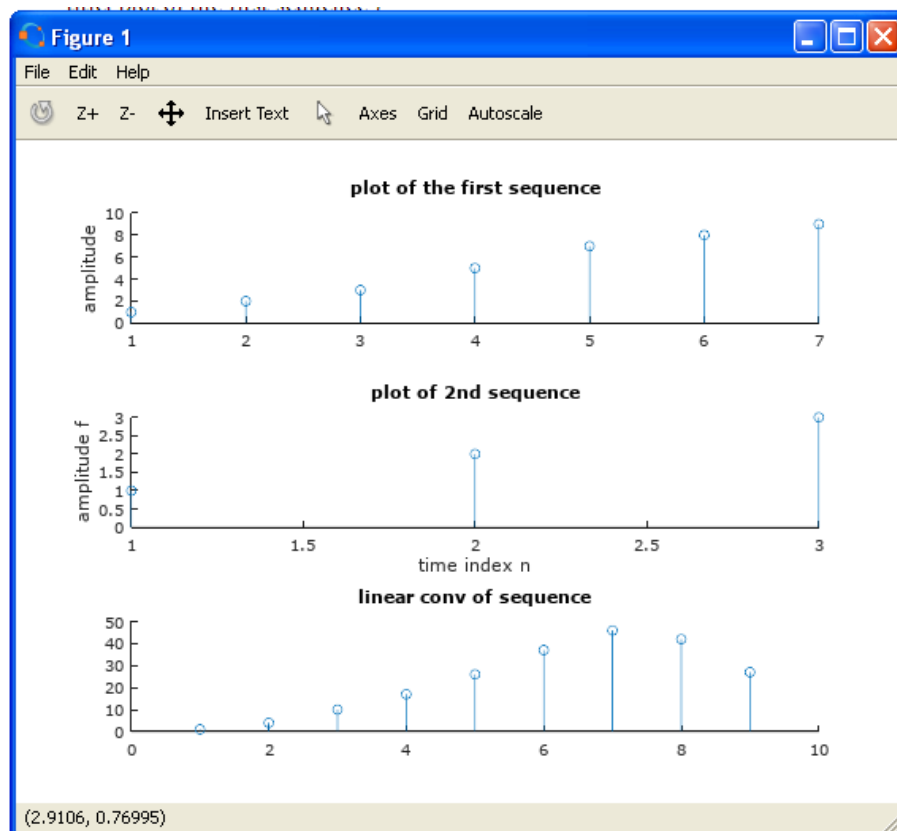 Figure 1
File Edit Help
Z+ Z- Insert Text Axes Grid Autoscale
plot of the first sequence
amplitude
10
8
6
4
2
0
1 2 3 4 5 6 7
plot of 2nd sequence
amplitude f
3
2.5
2
1.5
1
0.5
0
1 1.5 2 2.5 3
time index n
linear conv of sequence
50
40
30
20
10
0
0 2 4 6 8 10
(2.9106, 0.76995)